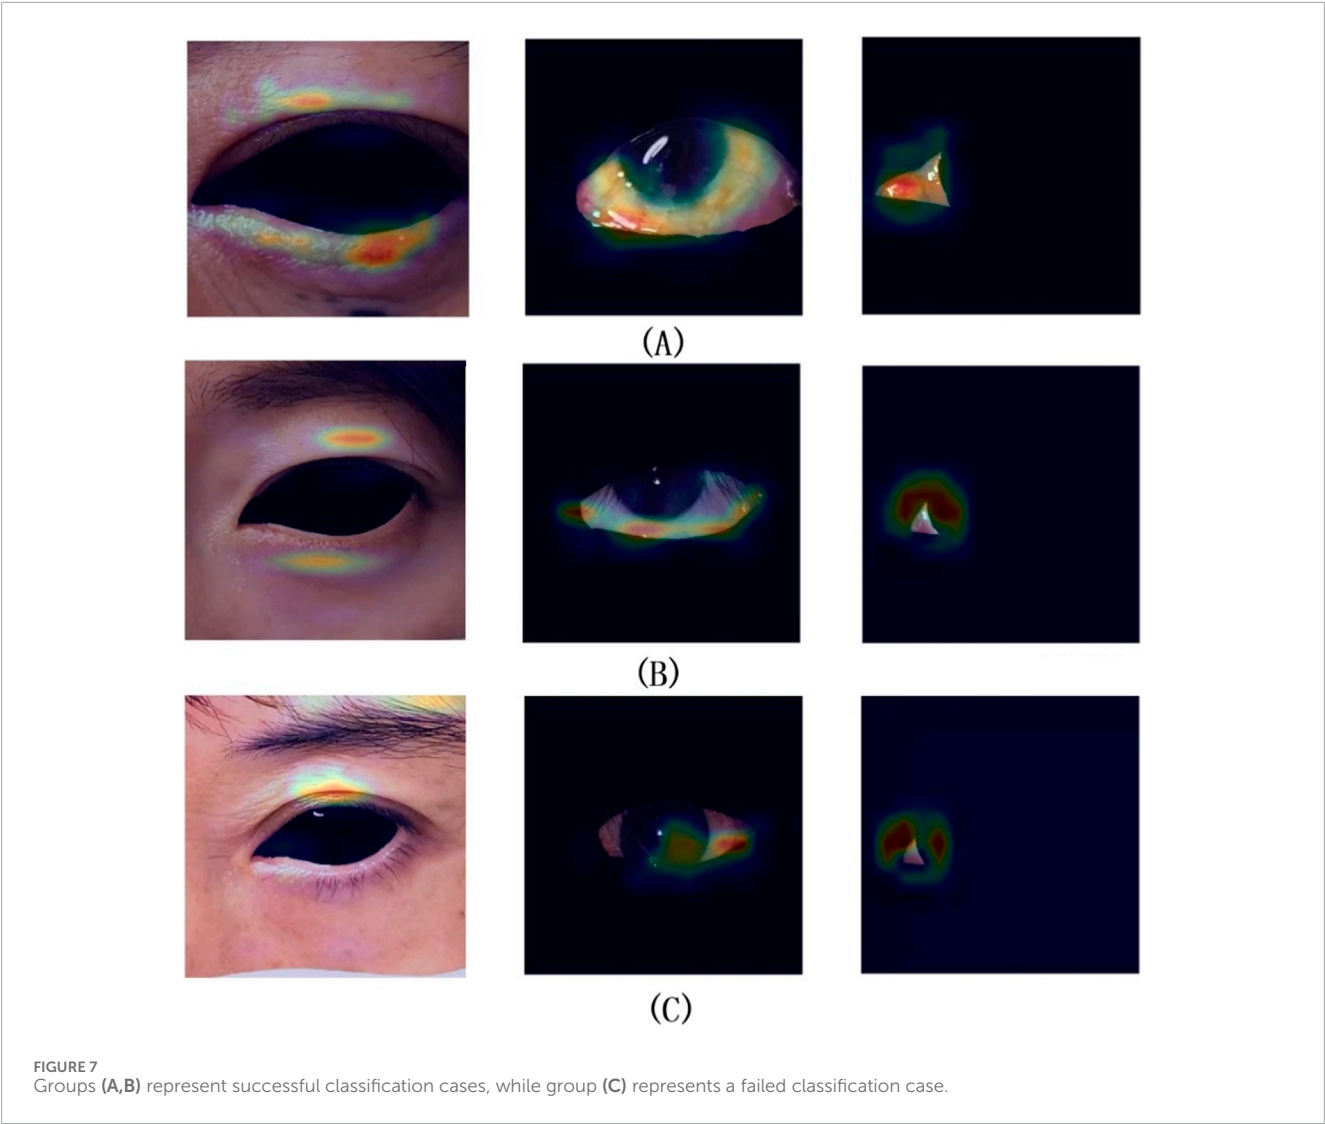 (A)
(B)
(C)
FIGURE 7
Groups (A,B) represent successful classification cases, while group (C) represents a failed classification case.